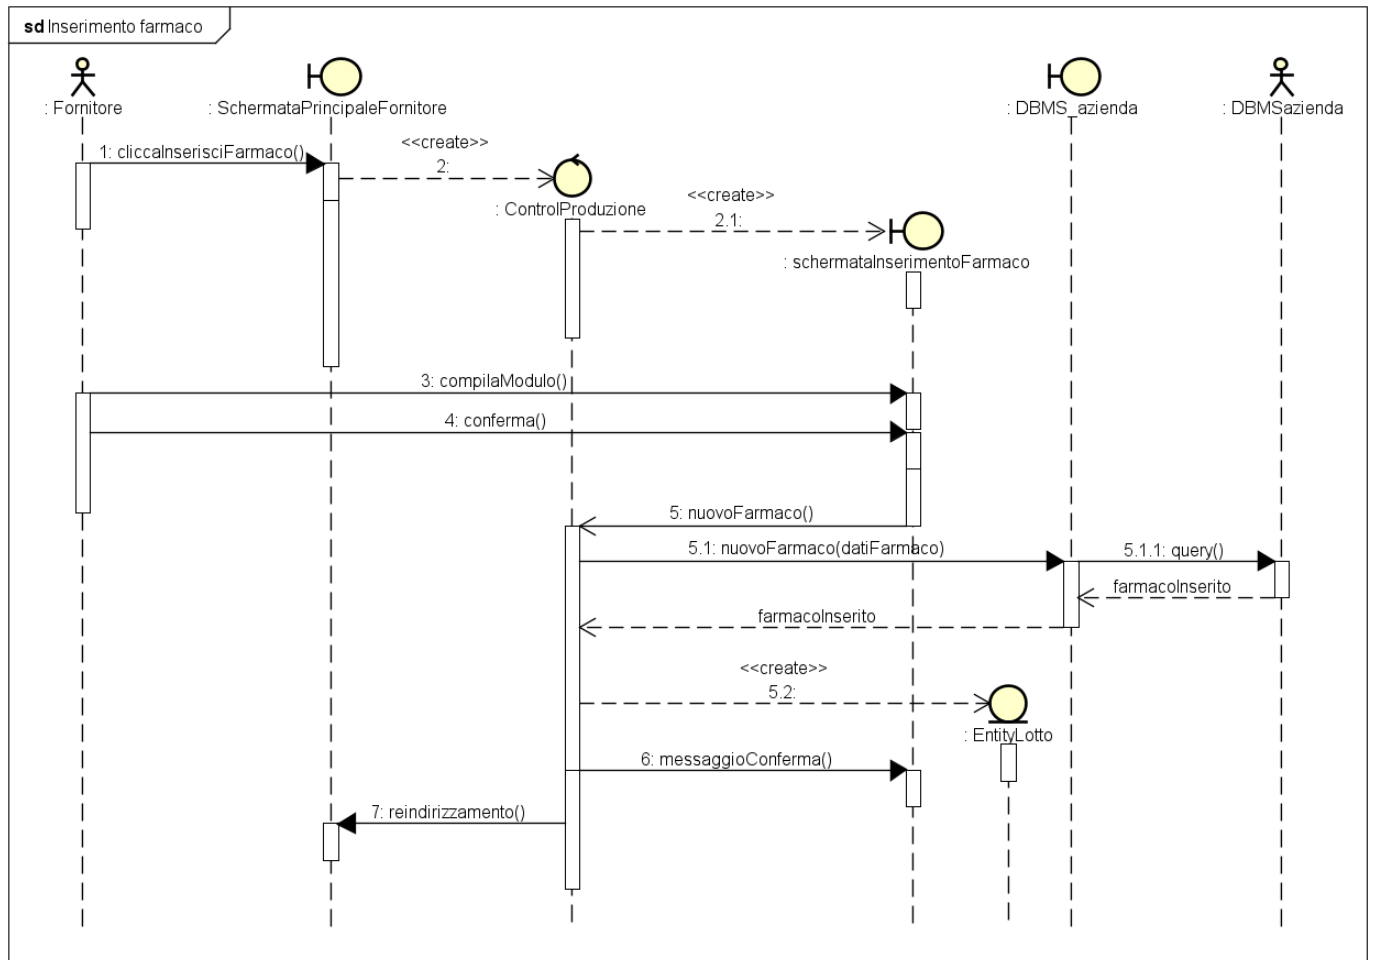 sd Inserimento farmaco
: Fornitore
: SchermataPrincipaleFornitore
: DBMS_azienda
: DBMSazienda
1: cliccaInserisciFarmaco()
<<create>>
2:
: ControlProduzione
<<create>>
2.1:
: schermataInserimentoFarmaco
3: compilaModulo()
4: conferma()
5: nuovoFarmaco()
5.1: nuovoFarmaco(datiFarmaco)
5.1.1: query()
farmacoInserito
farmacoInserito
<<create>>
5.2:
: EntityLotto
6: messaggioConferma()
7: reindirizzamento()